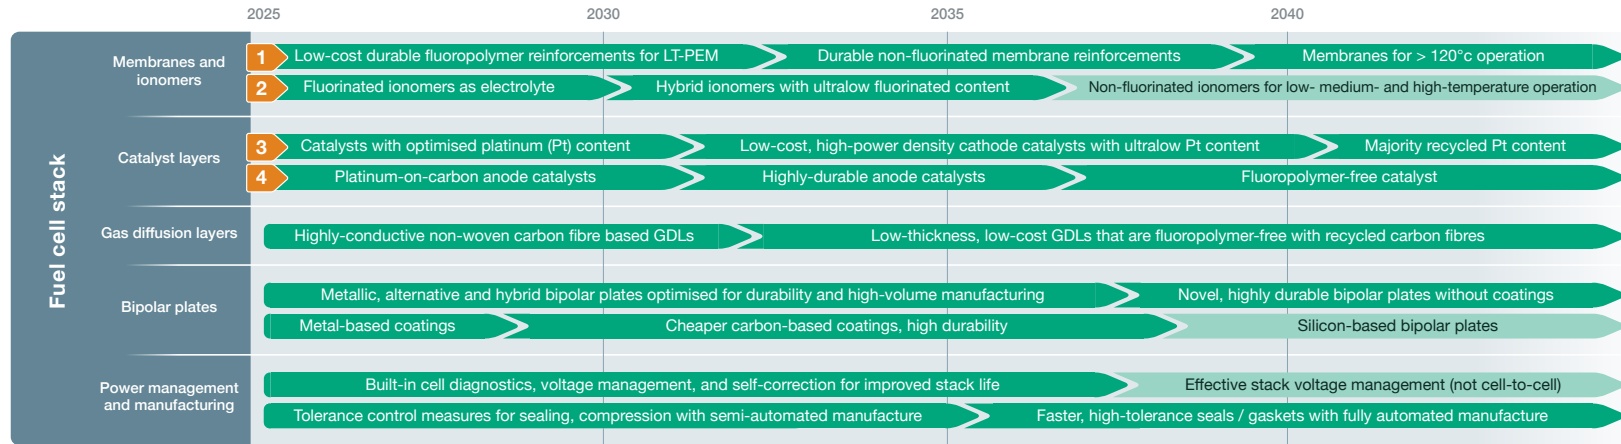 2025 2030 2035 2040
Fuel cell stack
Membranes and
ionomers
1 Low-cost durable fluoropolymer reinforcements for LT-PEM Durable non-fluorinated membrane reinforcements Membranes for > 120°c operation
2 Fluorinated ionomers as electrolyte Hybrid ionomers with ultralow fluorinated content Non-fluorinated ionomers for low- medium- and high-temperature operation
Catalyst layers
3 Catalysts with optimised platinum (Pt) content Low-cost, high-power density cathode catalysts with ultralow Pt content Majority recycled Pt content
4 Platinum-on-carbon anode catalysts Highly-durable anode catalysts Fluoropolymer-free catalyst
Gas diffusion layers
Highly-conductive non-woven carbon fibre based GDLs Low-thickness, low-cost GDLs that are fluoropolymer-free with recycled carbon fibres
Bipolar plates
Metallic, alternative and hybrid bipolar plates optimised for durability and high-volume manufacturing Novel, highly durable bipolar plates without coatings
Metal-based coatings Cheaper carbon-based coatings, high durability Silicon-based bipolar plates
Power management
and manufacturing
Built-in cell diagnostics, voltage management, and self-correction for improved stack life Effective stack voltage management (not cell-to-cell)
Tolerance control measures for sealing, compression with semi-automated manufacture Faster, high-tolerance seals / gaskets with fully automated manufacture